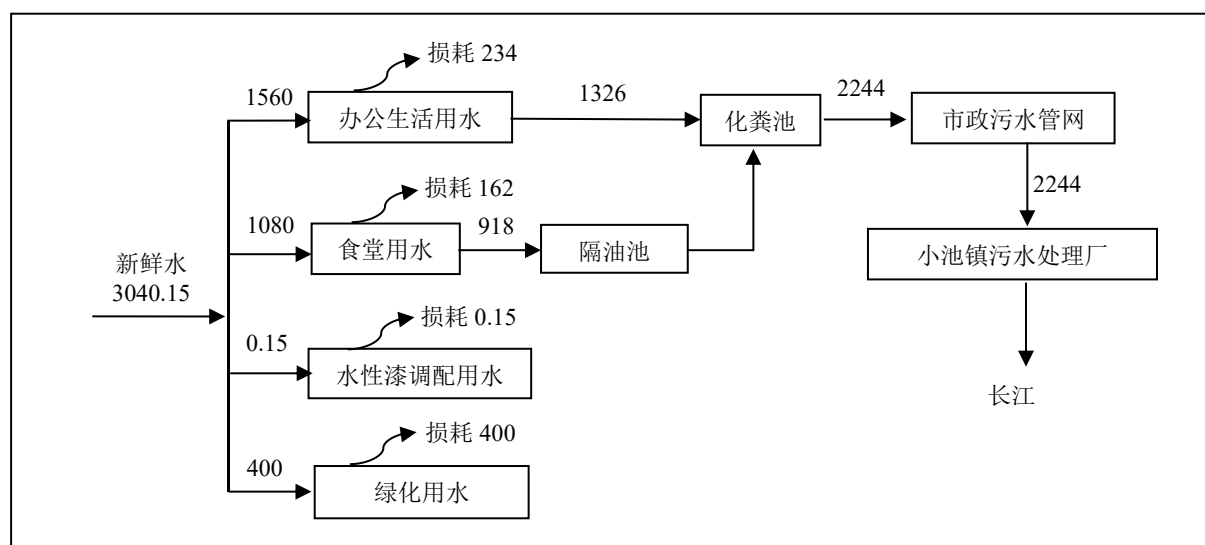 损耗 234
1560
办公生活用水
1326
化粪池
2244
市政污水管网
2244
损耗 162
1080
食堂用水
918
隔油池
小池镇污水处理厂
新鲜水
3040.15
损耗 0.15
0.15
水性漆调配用水
长江
损耗 400
400
绿化用水